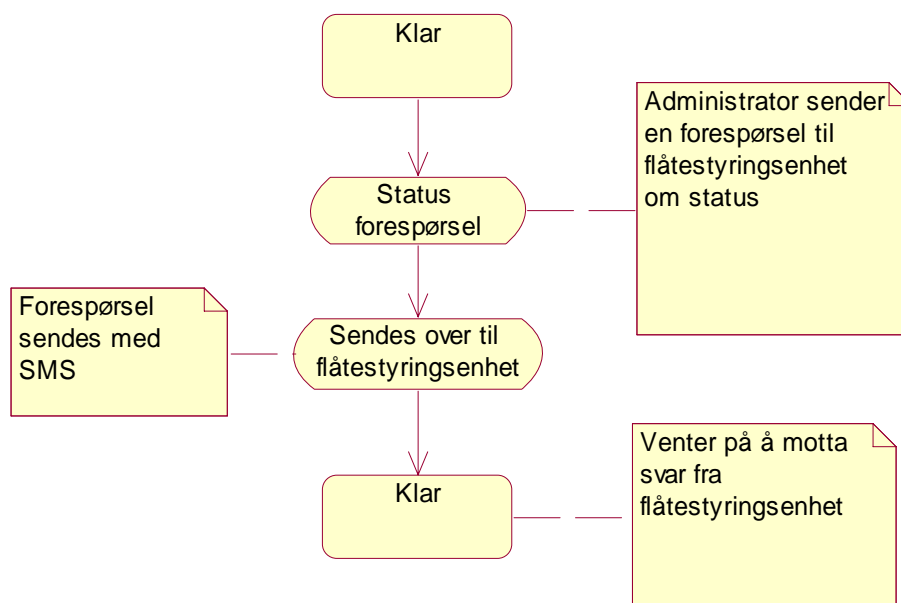 Klar
Administrator sender
en forespørsel til
flåtestyringsenhet
om status
Status
forespørsel
Forespørsel
sendes med
SMS
Sendes over til
flåtestyringsenhet
Klar
Venter på å motta
svar fra
flåtestyringsenhet